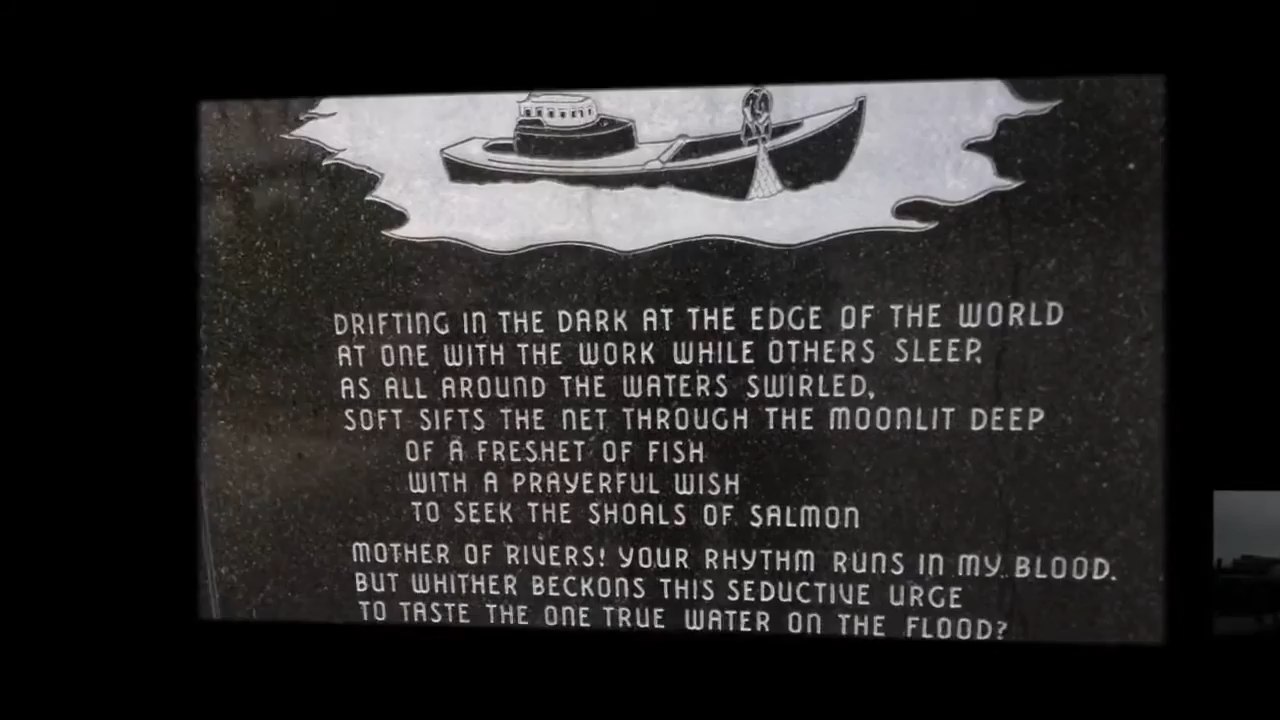 DRIFTING IN THE DARK AT THE EDGE OF THE WORLD
AT ONE WITH THE WORK WHILE OTHERS SLEEP,
AS ALL AROUND THE WATERS SWIRLED,
SOFT SIFTS THE NET THROUGH THE MOONLIT DEEP
OF A FRESHET OF FISH
WITH A PRAYERFUL WISH
TO SEEK THE SHOALS OF SALMON
MOTHER OF RIVERS! YOUR RHYTHM RUNS IN MY BLOOD.
BUT WHITHER BECKONS THIS SEDUCTIVE URGE
TO TASTE THE ONE TRUE WATER ON THE FLOOD?